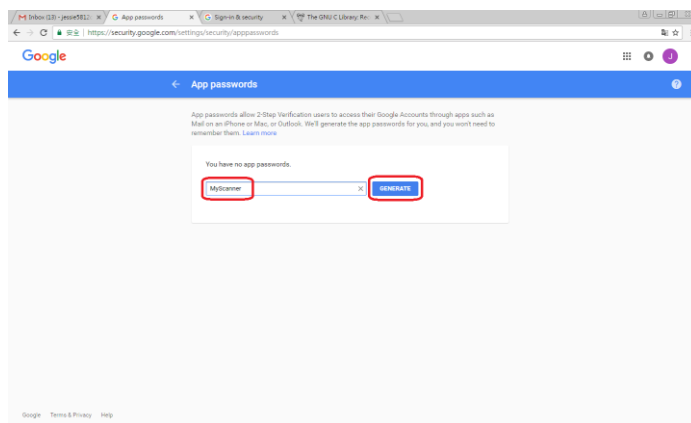 Inbox (13) - jessie5812
App passwords
Sign-in & security
The GNU C Library: Re
安全 | https://security.google.com/settings/security/apppasswords
Google
J
App passwords
App passwords allow 2-Step Verification users to access their Google Accounts through apps such as
Mail on an iPhone or Mac, or Outlook. We'll generate the app passwords for you, and you won't need to
remember them. Learn more
You have no app passwords.
MyScanner
GENERATE
Google Terms & Privacy Help